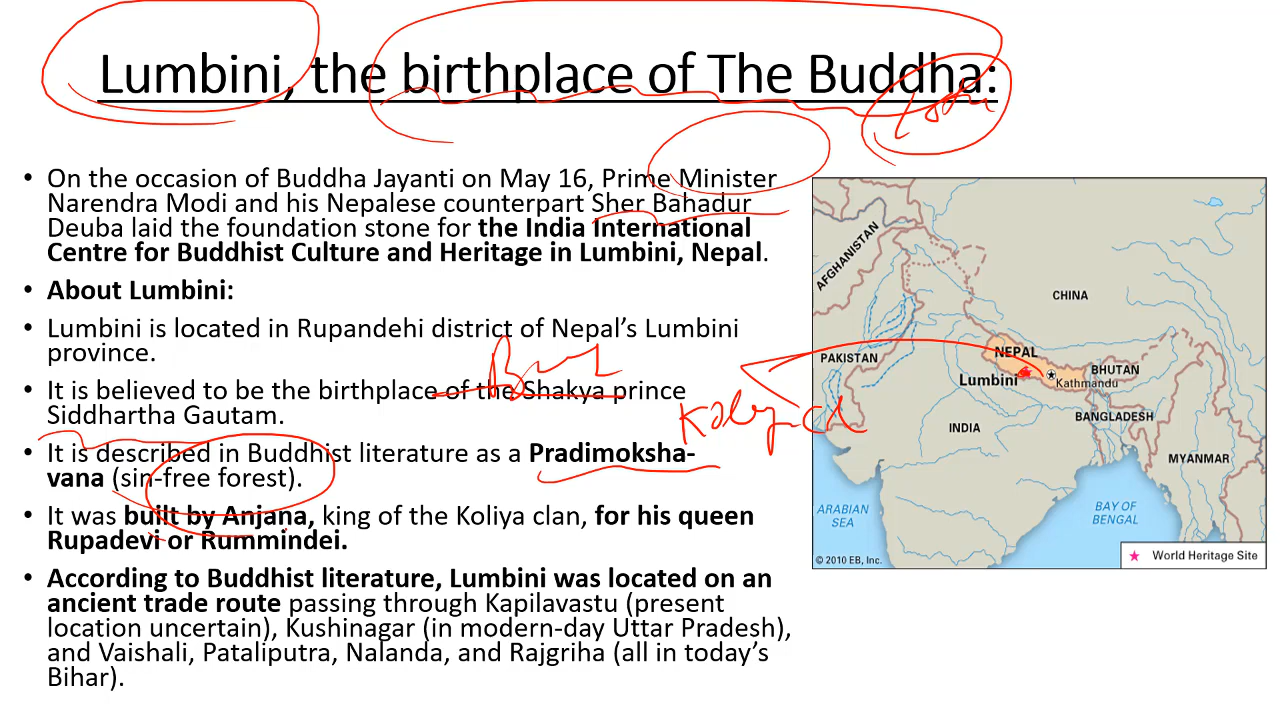 Lumbini, the birthplace of The Buddha:
• On the occasion of Buddha Jayanti on May 16, Prime Minister
Narendra Modi and his Nepalese counterpart Sher Bahadur
Deuba laid the foundation stone for the India International
Centre for Buddhist Culture and Heritage in Lumbini, Nepal.
• About Lumbini:
• Lumbini is located in Rupandehi district of Nepal’s Lumbini
province.
• It is believed to be the birthplace of the Shakya prince
Siddhartha Gautam.
• It is described in Buddhist literature as a Pradimoksha-
vana (sin-free forest).
• It was built by Anjana, king of the Koliya clan, for his queen
Rupadevi or Rummindei.
• According to Buddhist literature, Lumbini was located on an
ancient trade route passing through Kapilavastu (present
location uncertain), Kushinagar (in modern-day Uttar Pradesh),
and Vaishali, Pataliputra, Nalanda, and Rajgriha (all in today’s
Bihar).
AFGHANISTAN
CHINA
PAKISTAN
NEPAL
Lumbini
Kathmandu
BHUTAN
BANGLADESH
INDIA
MYANMAR
ARABIAN
SEA
BAY OF
BENGAL
© 2010 EB, Inc.
World Heritage Site